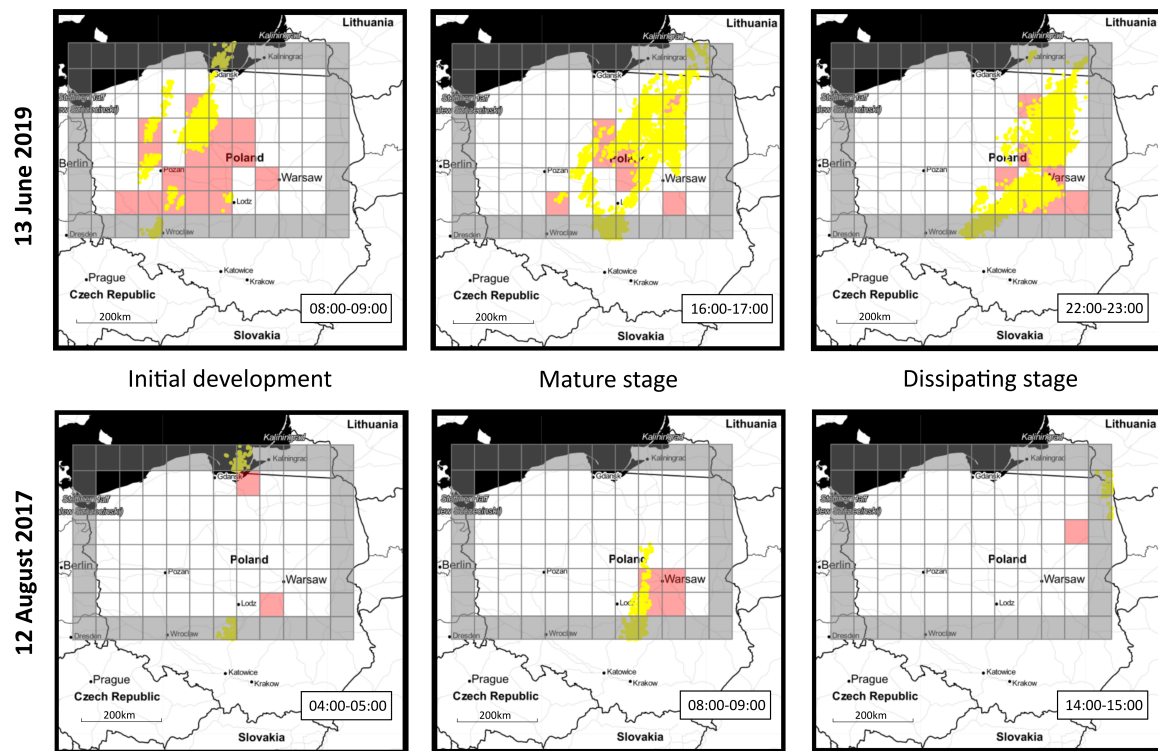 13 June 2019
Lithuania
Kaliningrad
Kaliningrad
Gdansk
Berlin
Poland
Pozan
Warsaw
Lodz
Dresden
Wroclaw
Katowice
Prague
Krakow
Czech Republic
200km
08:00-09:00
Slovakia
Lithuania
Kaliningrad
Kaliningrad
Gdansk
Berlin
Pozan
Warsaw
Dresden
Wroclaw
Katowice
Prague
Krakow
Czech Republic
200km
16:00-17:00
Slovakia
Lithuania
Kaliningrad
Kaliningrad
Gdansk
Berlin
Poland
Pozan
Lodz
Dresden
Wroclaw
Katowice
Prague
Krakow
Czech Republic
200km
22:00-23:00
Slovakia
Initial development
Mature stage
Dissipating stage
12 August 2017
Lithuania
Kaliningrad
Kaliningrad
Gdansk
Berlin
Poland
Pozan
Warsaw
Lodz
Dresden
Wroclaw
Katowice
Prague
Krakow
Czech Republic
200km
04:00-05:00
Slovakia
Lithuania
Kaliningrad
Kaliningrad
Gdansk
Berlin
Poland
Pozan
Warsaw
Dresden
Wroclaw
Katowice
Prague
Krakow
Czech Republic
200km
08:00-09:00
Slovakia
Lithuania
Kaliningrad
Kaliningrad
Gdansk
Berlin
Poland
Pozan
Warsaw
Lodz
Dresden
Wroclaw
Katowice
Prague
Krakow
Czech Republic
200km
14:00-15:00
Slovakia